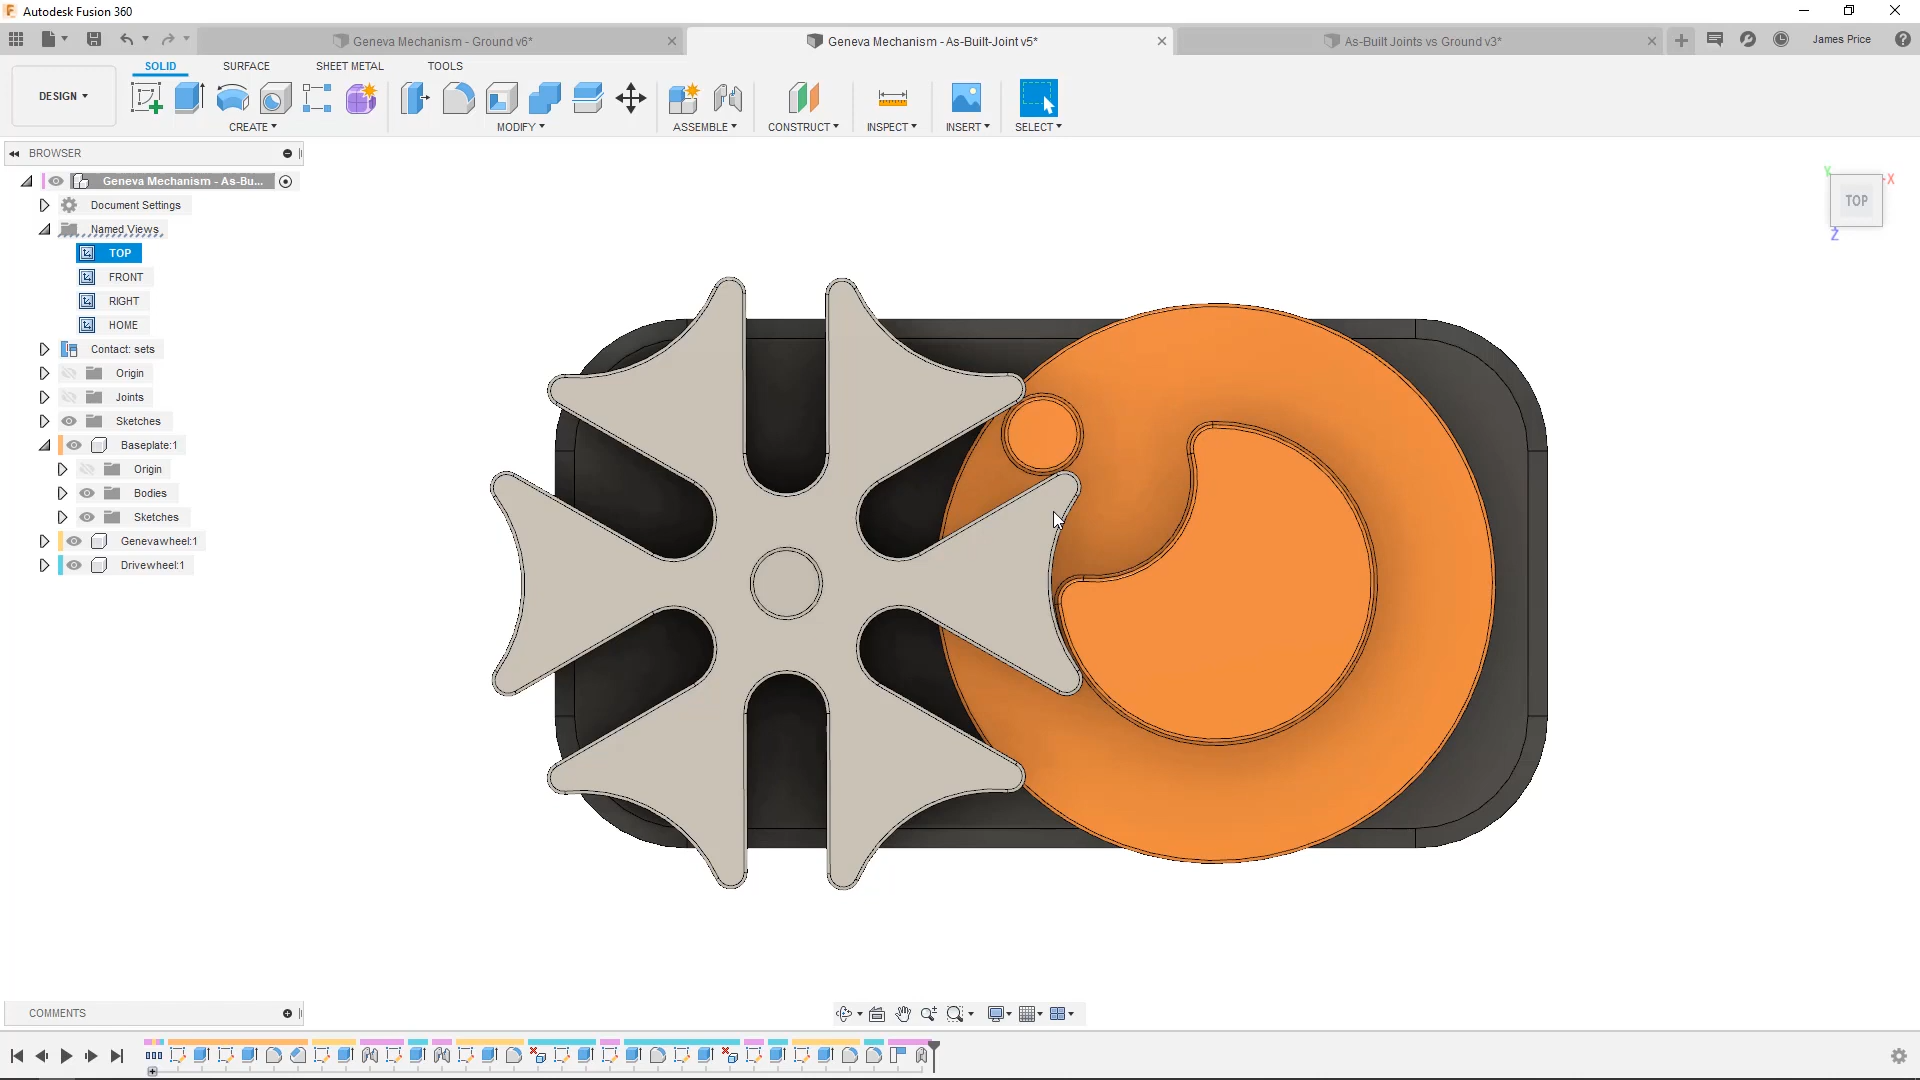 Autodesk Fusion 360
Geneva Mechanism - Ground v6*
Geneva Mechanism - As-Built-Joint v5*
As-Built Joints vs Ground v3*
James Price
DESIGN
SOLID
SURFACE
SHEET METAL
TOOLS
CREATE
MODIFY
ASSEMBLE
CONSTRUCT
INSPECT
INSERT
SELECT
BROWSER
Geneva Mechanism - As-Bu...
Document Settings
Named Views
TOP
FRONT
RIGHT
HOME
Contact: sets
Origin
Joints
Sketches
Baseplate:1
Origin
Bodies
Sketches
Genevawheel:1
Drivewheel:1
Y
X
TOP
Z
COMMENTS